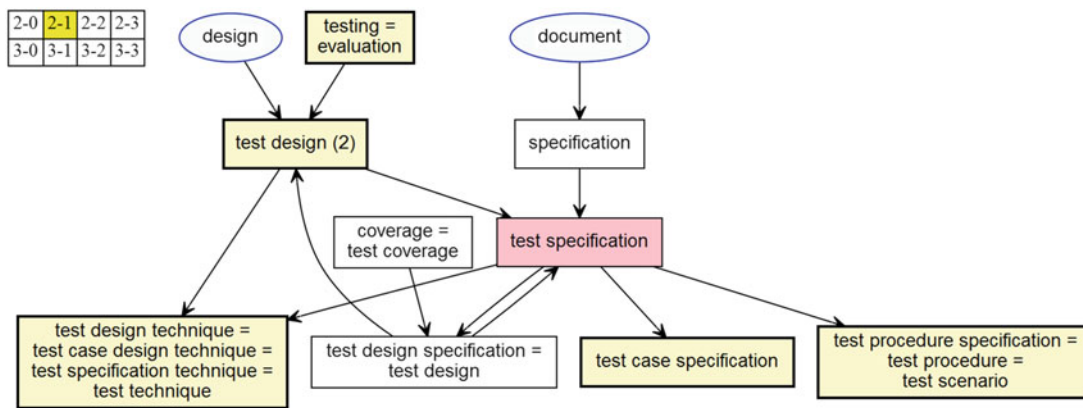 2-0 2-1 2-2 2-3
3-0 3-1 3-2 3-3
design
testing =
evaluation
document
test design (2)
specification
coverage =
test coverage
test specification
test design technique =
test case design technique =
test specification technique =
test technique
test design specification =
test design
test case specification
test procedure specification =
test procedure =
test scenario